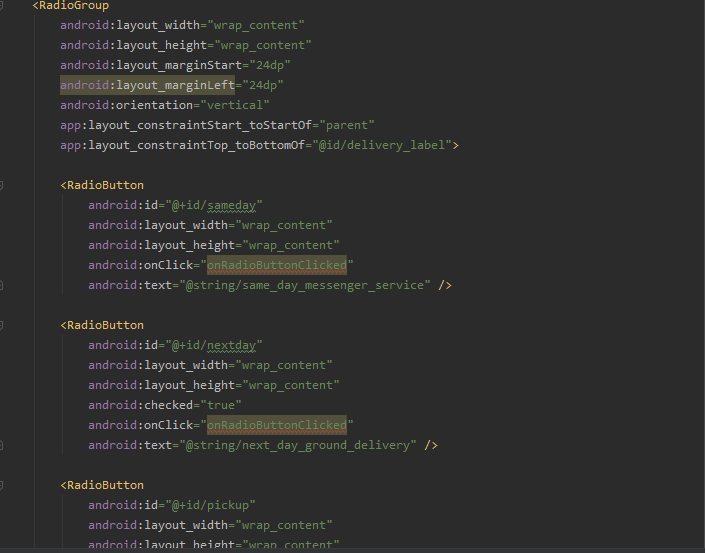 <RadioGroup
android:layout_width="wrap_content"
android:layout_height="wrap_content"
android:layout_marginStart="24dp"
android:layout_marginLeft="24dp"
android:orientation="vertical"
app:layout_constraintStart_toStartOf="parent"
app:layout_constraintTop_toBottomOf="@id/delivery_label">
<RadioButton
android:id="@+id/sameday"
android:layout_width="wrap_content"
android:layout_height="wrap_content"
android:onClick="onRadioButtonClicked"
android:text="@string/same_day_messenger_service" />
<RadioButton
android:id="@+id/nextday"
android:layout_width="wrap_content"
android:layout_height="wrap_content"
android:checked="true"
android:onClick="onRadioButtonClicked"
android:text="@string/next_day_ground_delivery" />
<RadioButton
android:id="@+id/pickup"
android:layout_width="wrap_content"
android:layout_height="wrap_content"